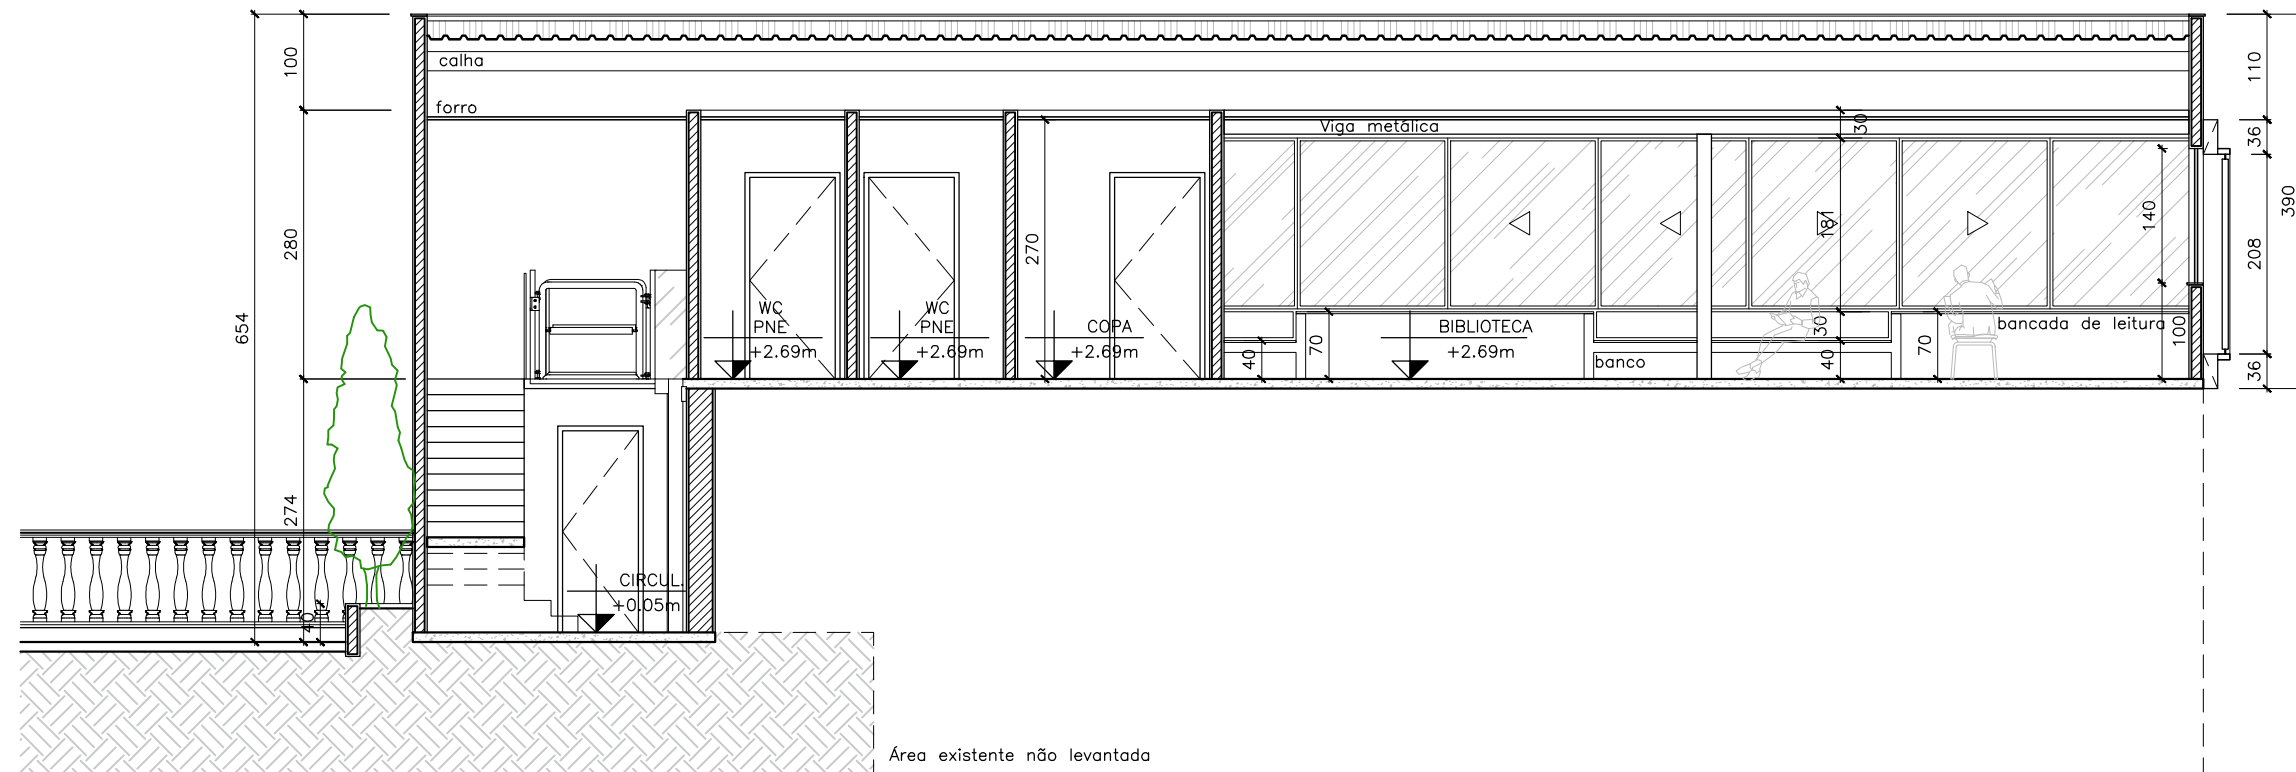 calha
forro
Viga metálica
100
280
654
274
40
110
36
390
208
36
30
181
140
270
30
100
40
70
40
70
WC
PNE
+2.69m
WC
PNE
+2.69m
COPA
+2.69m
BIBLIOTECA
+2.69m
banco
bancada de leitura
CIRCUL.
+0.05m
Área existente não levantada